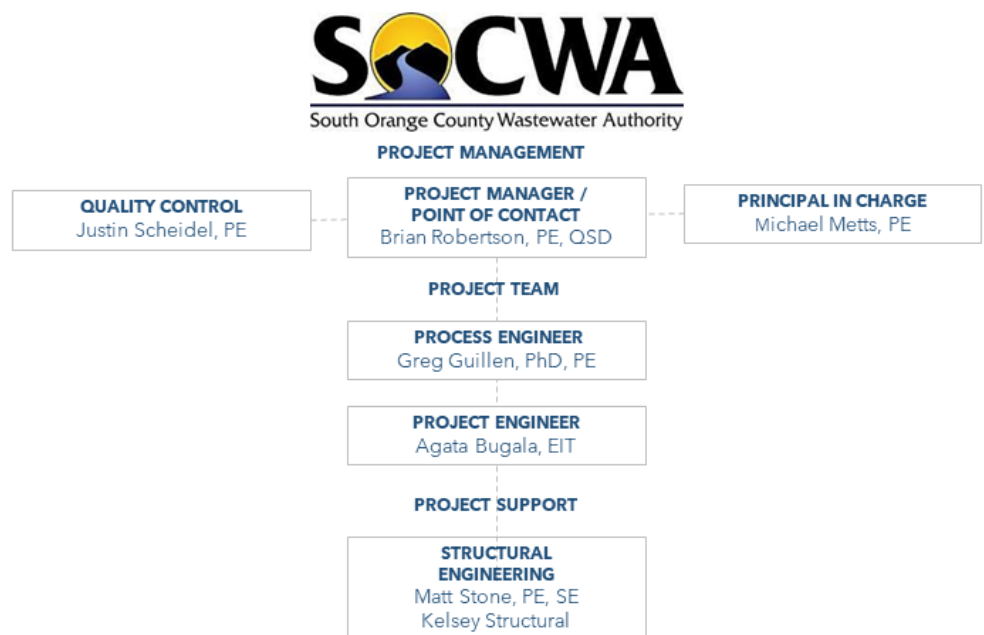 SOCWA
South Orange County Wastewater Authority
PROJECT MANAGEMENT
QUALITY CONTROL
Justin Scheidel, PE
PROJECT MANAGER /
POINT OF CONTACT
Brian Robertson, PE, QSD
PRINCIPAL IN CHARGE
Michael Metts, PE
PROJECT TEAM
PROCESS ENGINEER
Greg Guillen, PhD, PE
PROJECT ENGINEER
Agata Bugala, EIT
PROJECT SUPPORT
STRUCTURAL
ENGINEERING
Matt Stone, PE, SE
Kelsey Structural